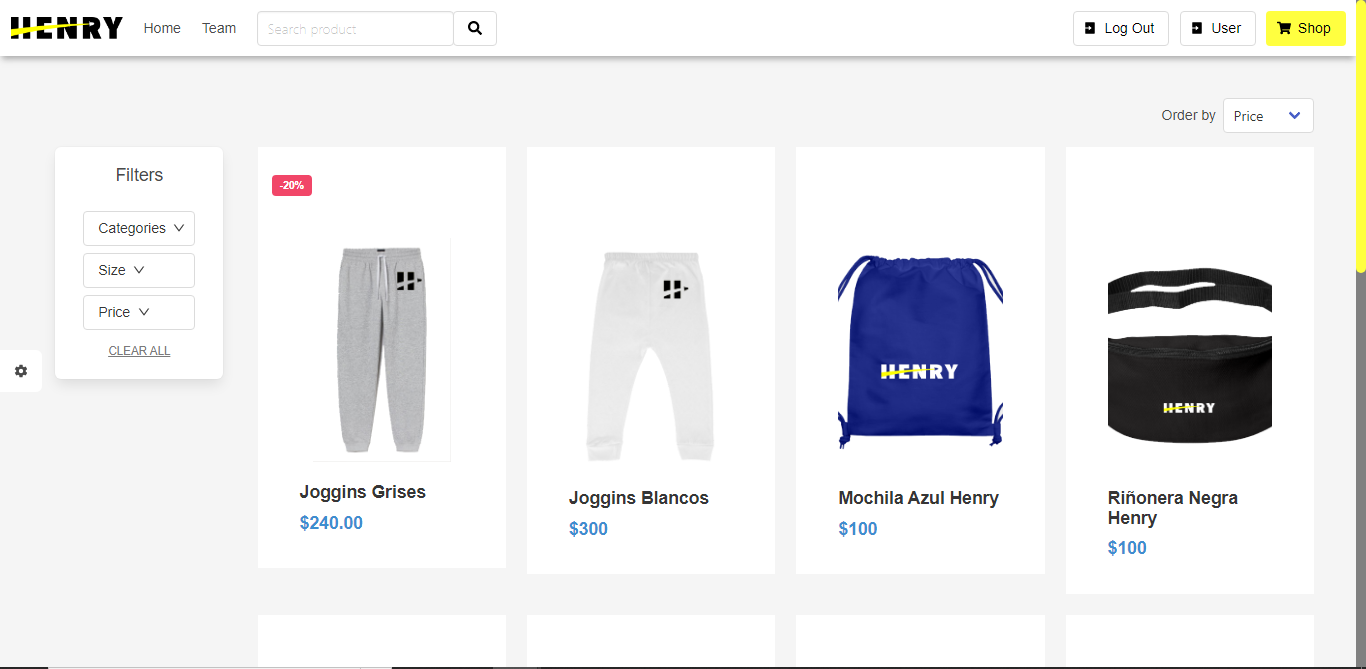 HENRY
Home
Team
Search product
Log Out
User
Shop
Order by
Price
Filters
Categories
Size
Price
CLEAR ALL
-20%
H
Joggins Grises
$240.00
H
Joggins Blancos
$300
HENRY
Mochila Azul Henry
$100
HENRY
Riñonera Negra
Henry
$100